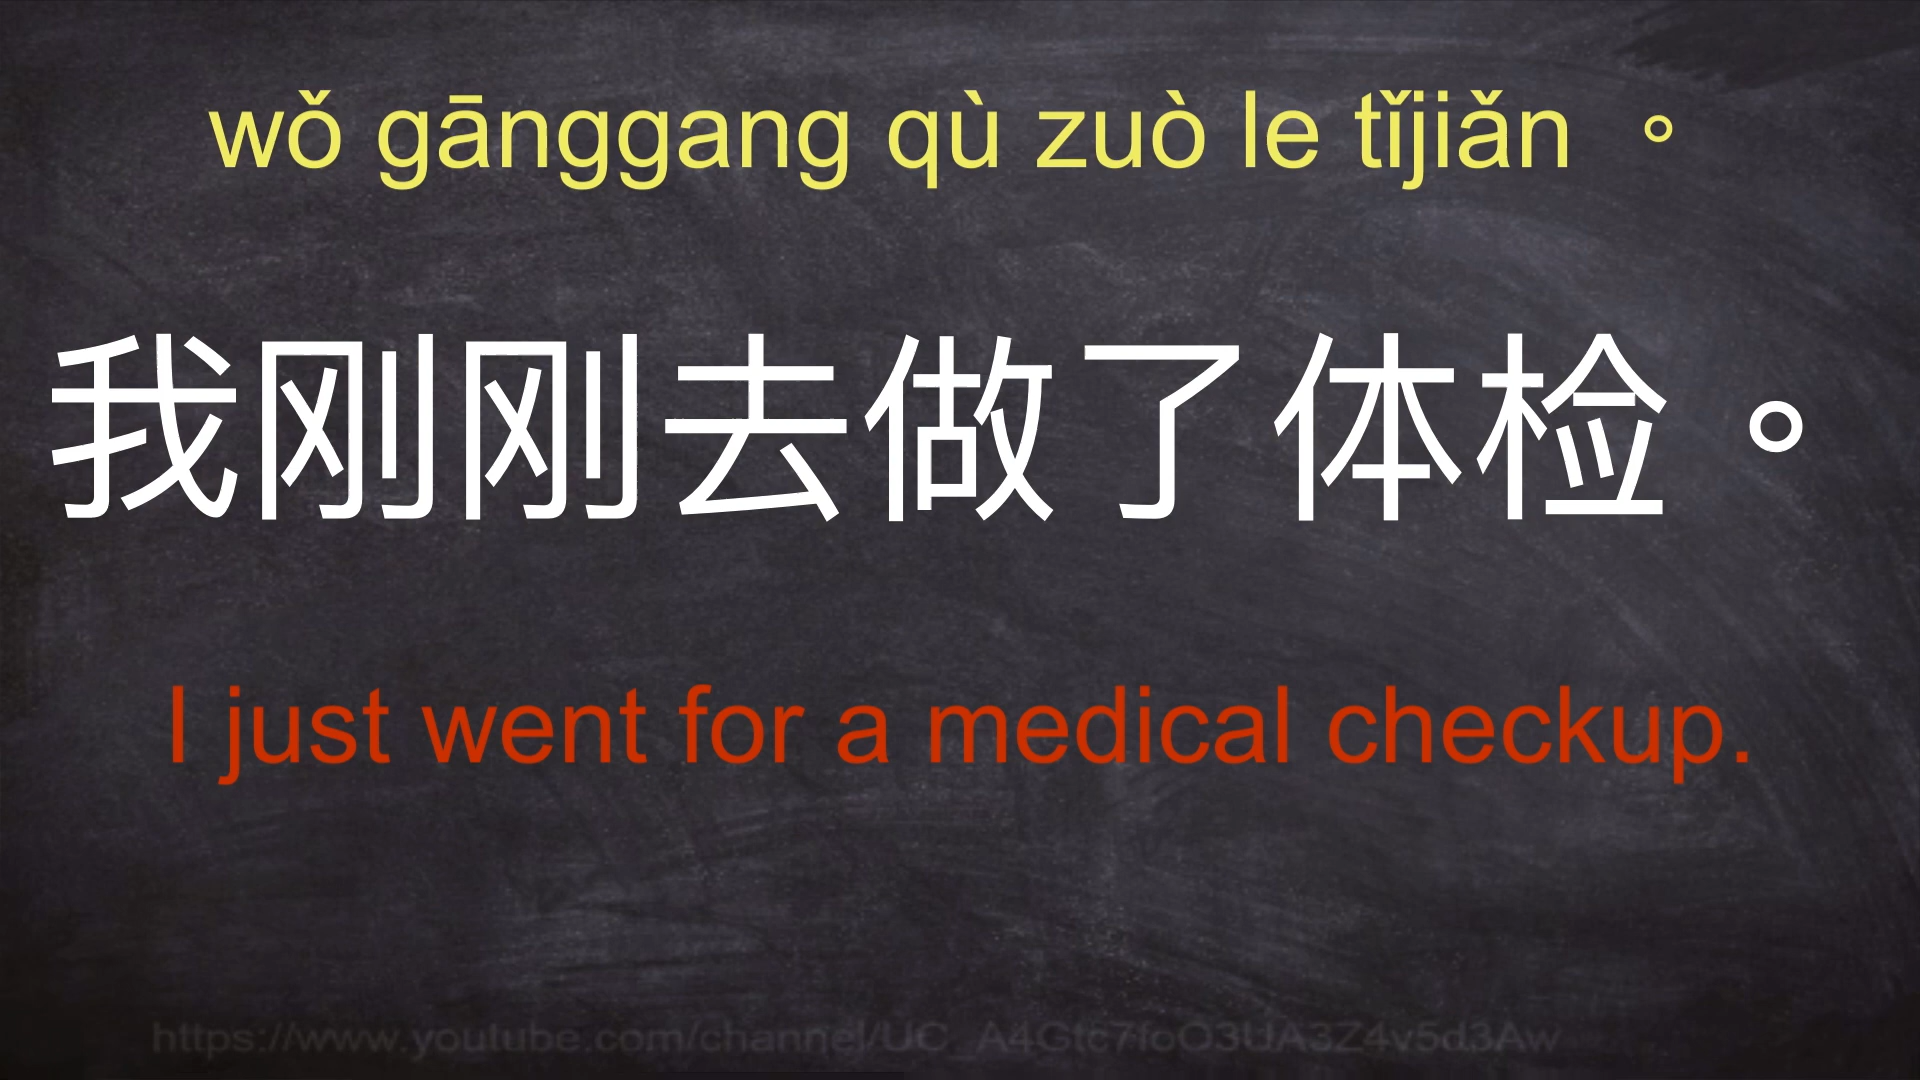 wǒ gānggang qù zuò le tǐjiǎn 。
我刚刚去做了体检。
I just went for a medical checkup.
https://www.youtube.com/channel/UC_A4Gtc7foO3UA3Z4v5d3Aw